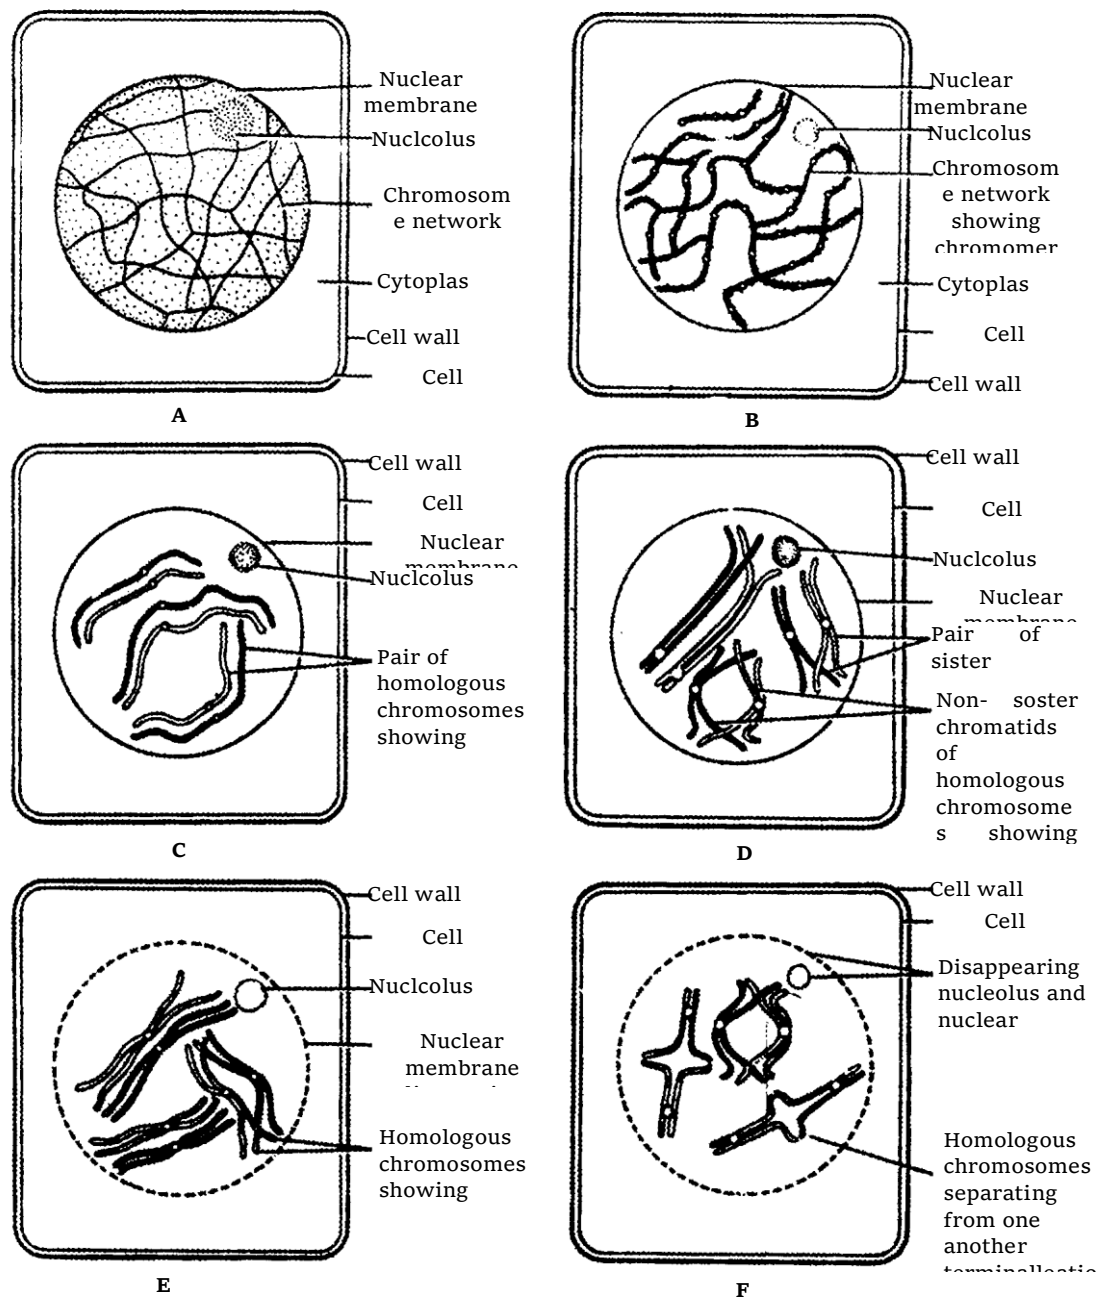 Nuclear
membrane
Nuclcolus
Chromosom
e network
Cytoplas
Cell wall
Cell
A
Nuclear
membrane
Nuclcolus
Chromosom
e network
showing
chromomer
Cytoplas
Cell
Cell wall
B
Cell wall
Cell
Nuclear
membrane
Nuclcolus
Pair of
homologous
chromosomes
showing
C
Cell wall
Cell
Nuclcolus
Nuclear
membrane
Pair of
sister
Non- soster
chromatids
of
homologous
chromosome
s showing
D
Cell wall
Cell
Nuclcolus
Nuclear
membrane
Homologous
chromosomes
showing
E
Cell wall
Cell
Disappearing
nucleolus and
nuclear
Homologous
chromosomes
separating
from one
another
F